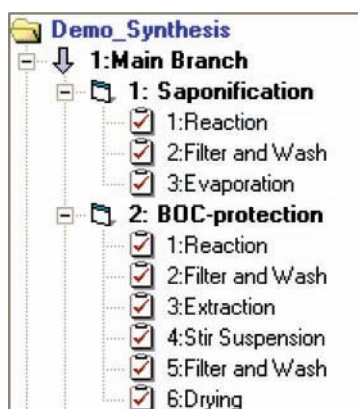 Demo_Synthesis
1:Main Branch
1: Saponification
1:Reaction
2:Filter and Wash
3:Evaporation
2: BOC-protection
1:Reaction
2:Filter and Wash
3:Extraction
4:Stir Suspension
5:Filter and Wash
6:Drying